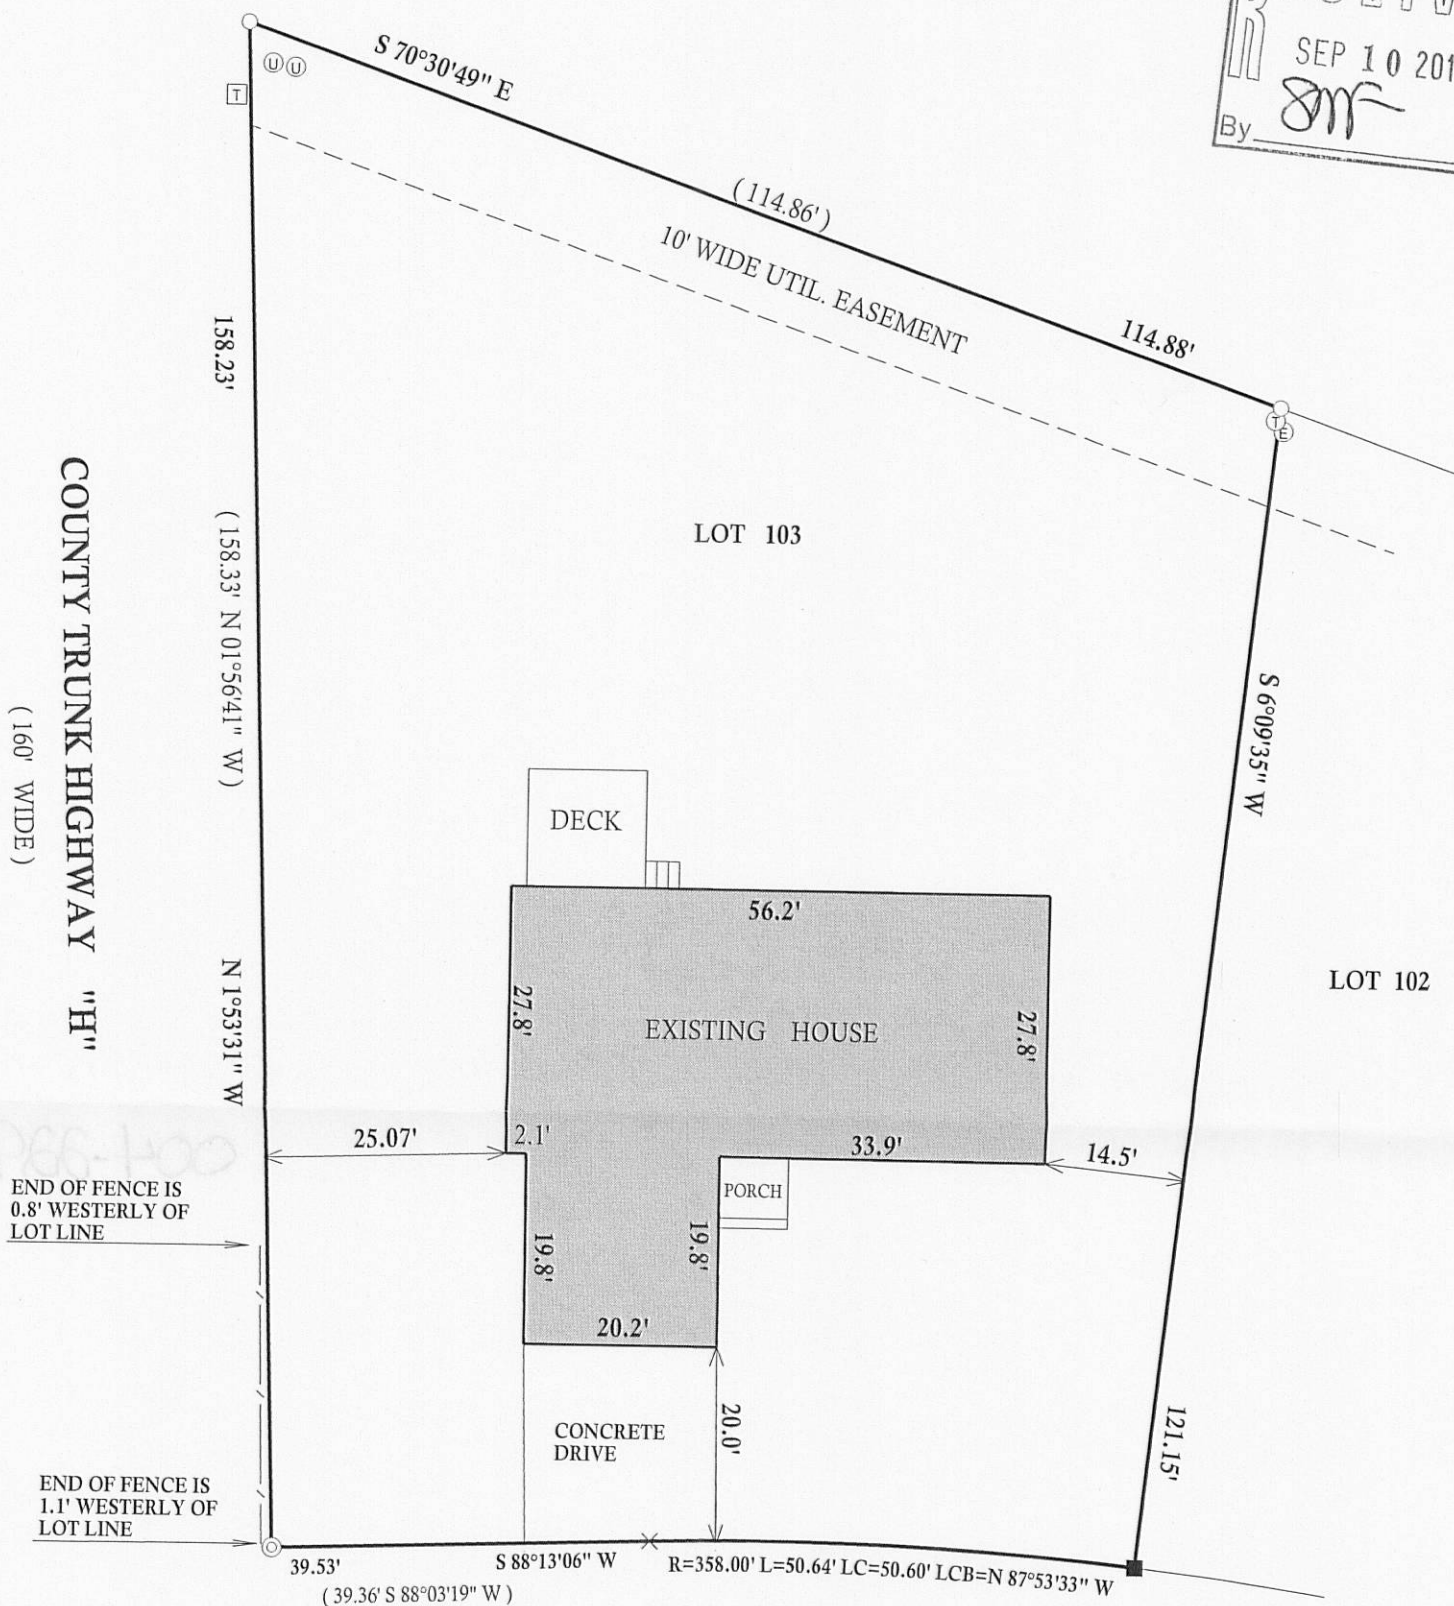 SEP 10 201
By
S 70°30'49" E
U U
T
( 114.86' )
10' WIDE UTIL. EASEMENT
114.88'
T
E
158.23'
( 158.33' N 01°56'41" W )
N 1°53'31" W
COUNTY TRUNK HIGHWAY "H"
( 160' WIDE )
LOT 103
S 6°09'35" W
DECK
56.2'
27.8'
EXISTING HOUSE
27.8'
LOT 102
25.07'
2.1'
33.9'
14.5'
PORCH
END OF FENCE IS
0.8' WESTERLY OF
LOT LINE
19.8'
19.8'
20.2'
CONCRETE
DRIVE
20.0'
121.15'
END OF FENCE IS
1.1' WESTERLY OF
LOT LINE
39.53'
S 88°13'06" W
R=358.00' L=50.64' LC=50.60' LCB=N 87°53'33" W
( 39.36' S 88°03'19" W )